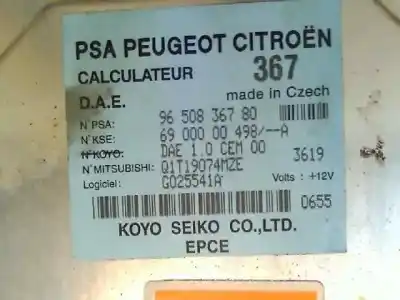 PSA PEUGEOT CITROËN
CALCULATEUR 367
D.A.E. made in Czech
N°PSA: 96 508 367 80
N°KSE: 69 000 00 498/--A
N°KOYO: DAE 1.0 CEM 00
N°MITSUBISHI: Q1T19074MZE 3619
Logiciel: G025541A Volts : +12V
0655
KOYO SEIKO CO.,LTD.
EPCE